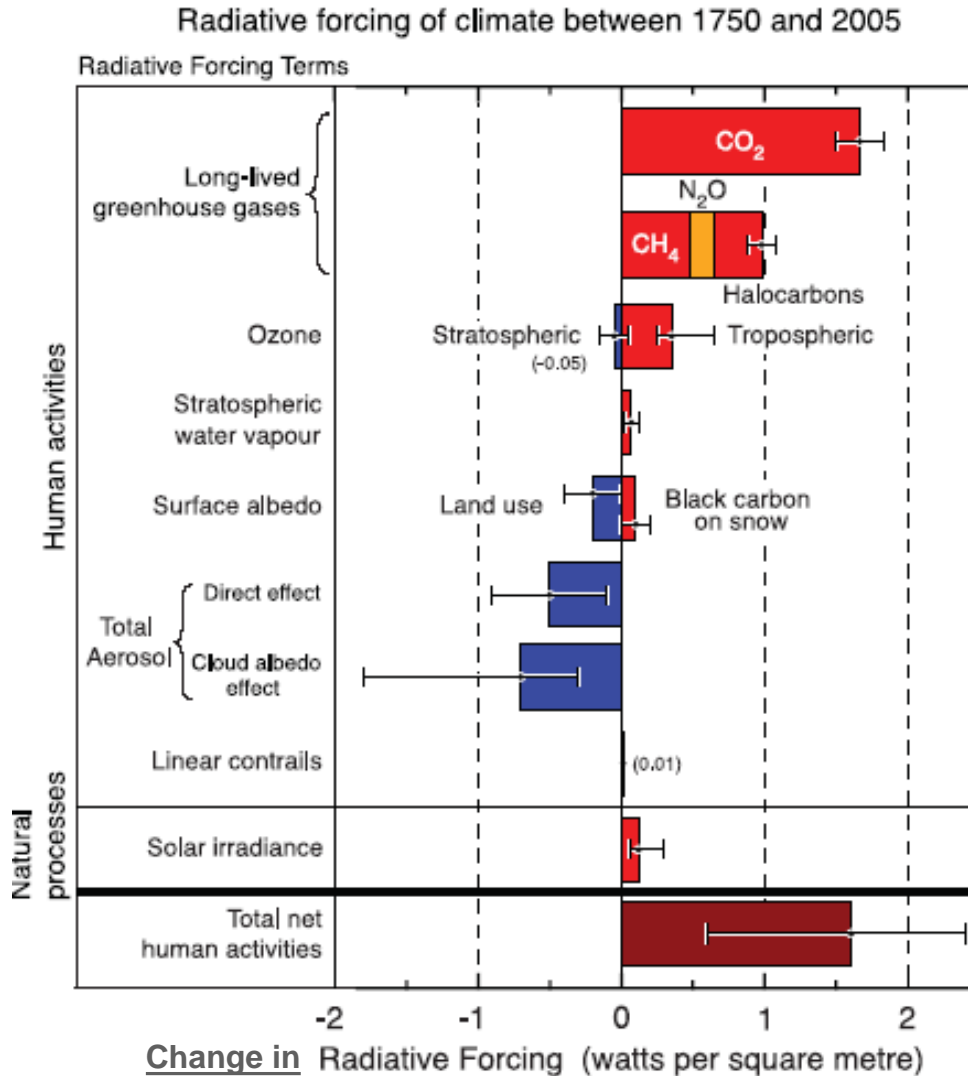 Radiative forcing of climate between 1750 and 2005
Radiative Forcing Terms
CO₂
Long-lived
greenhouse gases
N₂O
CH₄
Halocarbons
Ozone
Stratospheric
(-0.05)
Tropospheric
Human activities
Stratospheric
water vapour
Surface albedo
Land use
Black carbon
on snow
Total
Aerosol
Direct effect
Cloud albedo
effect
Linear contrails
(0.01)
Natural
processes
Solar irradiance
Total net
human activities
-2 -1 0 1 2
Change in Radiative Forcing (watts per square metre)